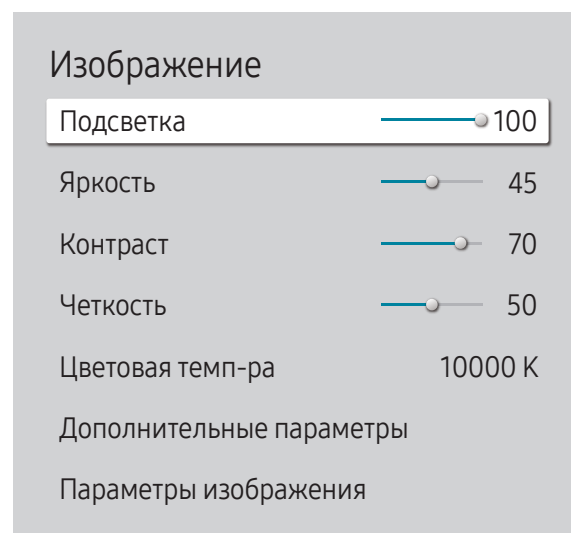 Изображение
Подсветка 100
Яркость 45
Контраст 70
Четкость 50
Цветовая темп-ра 10000 K
Дополнительные параметры
Параметры изображения